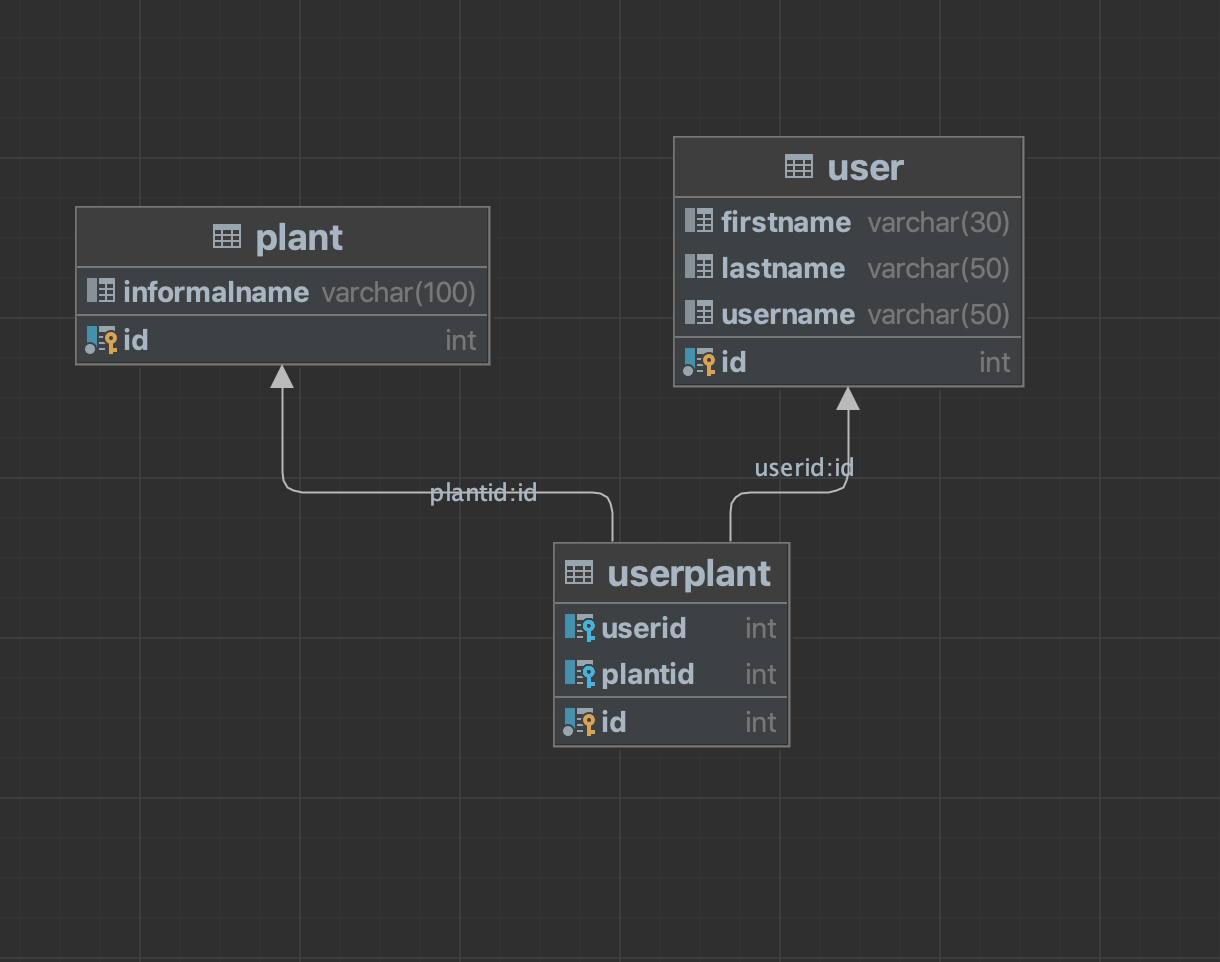 plant
informalname varchar(100)
id int
user
firstname varchar(30)
lastname varchar(50)
username varchar(50)
id int
plantid:id
userid:id
userplant
userid int
plantid int
id int